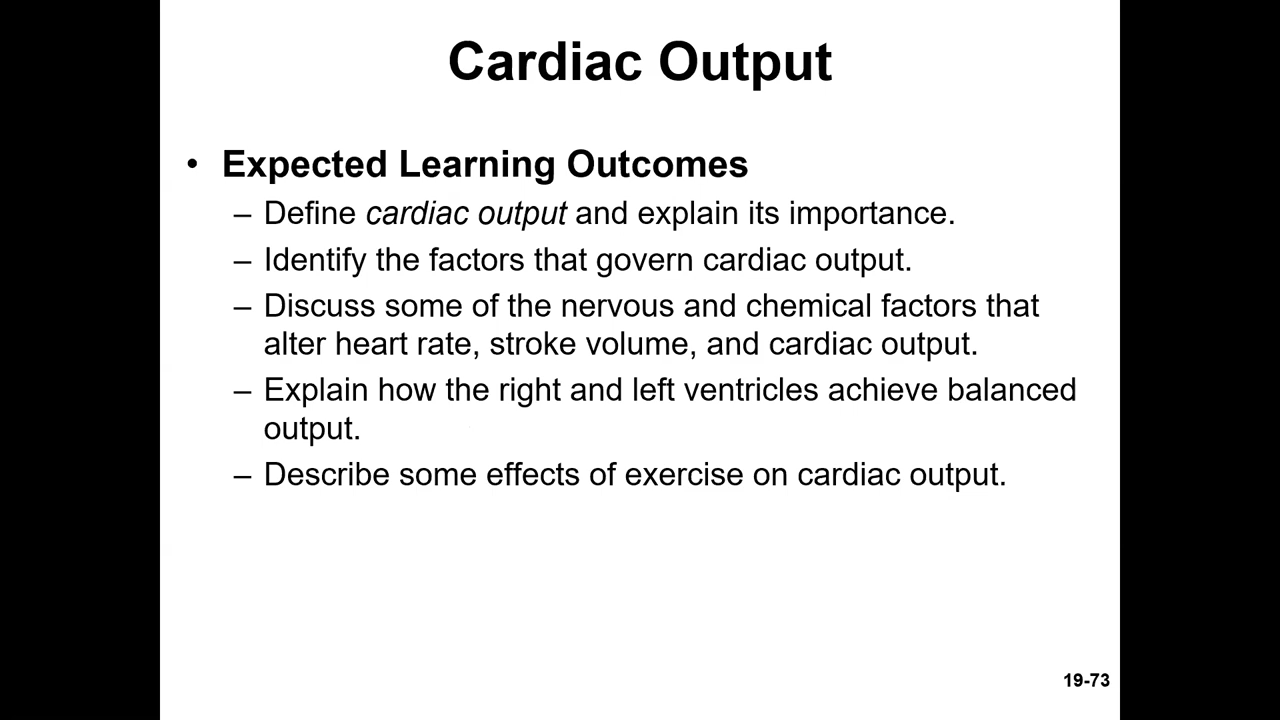 Cardiac Output
• Expected Learning Outcomes
– Define cardiac output and explain its importance.
– Identify the factors that govern cardiac output.
– Discuss some of the nervous and chemical factors that
alter heart rate, stroke volume, and cardiac output.
– Explain how the right and left ventricles achieve balanced
output.
– Describe some effects of exercise on cardiac output.
19-73